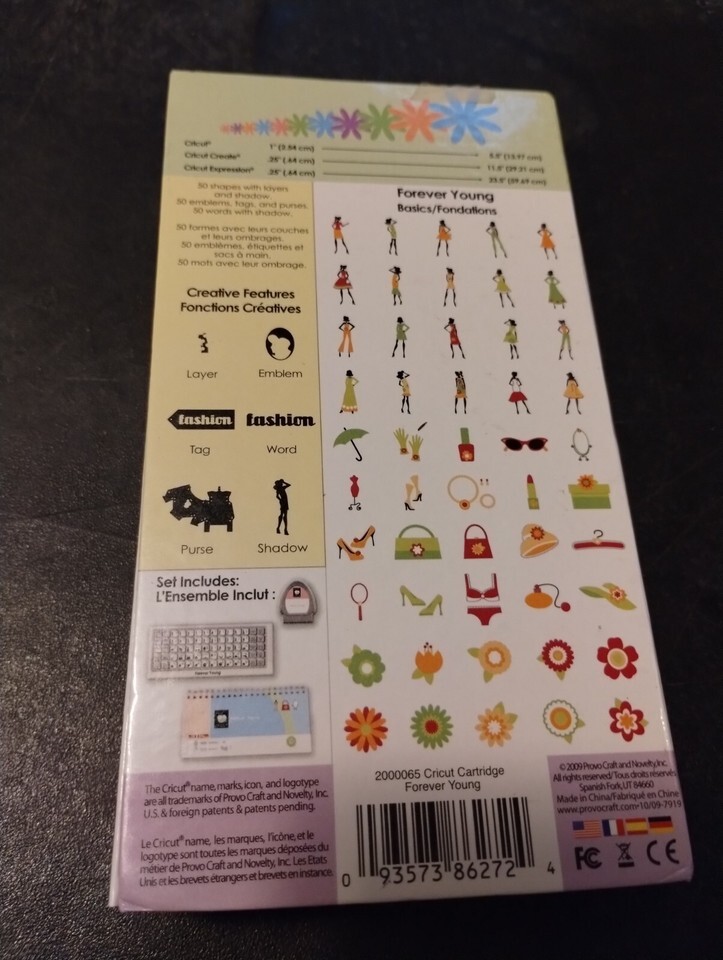 Cricut® 1" (2.54 cm) 5.5" (13.97 cm)
Cricut Create® .25" (.64 cm) 11.5" (29.21 cm)
Cricut Expression® .25" (.64 cm) 23.5" (59.69 cm)
50 shapes with layers
and shadow.
50 emblems, tags, and purses.
50 words with shadow.
50 formes avec leurs couches
et leurs ombrages.
50 emblèmes, étiquettes et
sacs à main.
50 mots avec leur ombrage.
Creative Features
Fonctions Créatives
Layer
Emblem
fashion
fashion
Tag
Word
Purse
Shadow
Set Includes:
L'Ensemble Inclut :
Forever Young
The Cricut® name, marks, icon, and logotype
are all trademarks of Provo Craft and Novelty, Inc.
U.S. & foreign patents & patents pending.
Le Cricut® name, les marques, l'icône, et le
logotype sont toutes les marques déposées du
métier de Provo Craft and Novelty, Inc. Les Etats
Unis et les brevets étrangers et brevets en instance.
Forever Young
Basics/Fondations
2000065 Cricut Cartridge
Forever Young
0 93573 86272 4
©2009 Provo Craft and Novelty, Inc.
All rights reserved/Tous droits réservés
Spanish Fork, UT 84660
Made in China/Fabriqué en Chine
www.provocraft.com•10/09-7919
FC CE